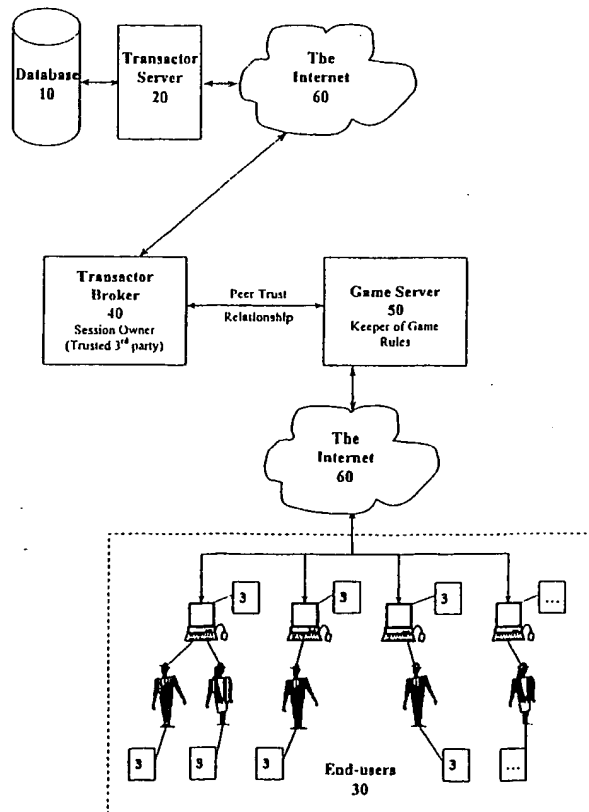 Database
10
Transactor
Server
20
The
Internet
60
Transactor
Broker
40
Session Owner
(Trusted 3rd party)
Peer Trust
Relationship
Game Server
50
Keeper of Game
Rules
The
Internet
60
3
3
3
...
3
3
3
3
...
End-users
30